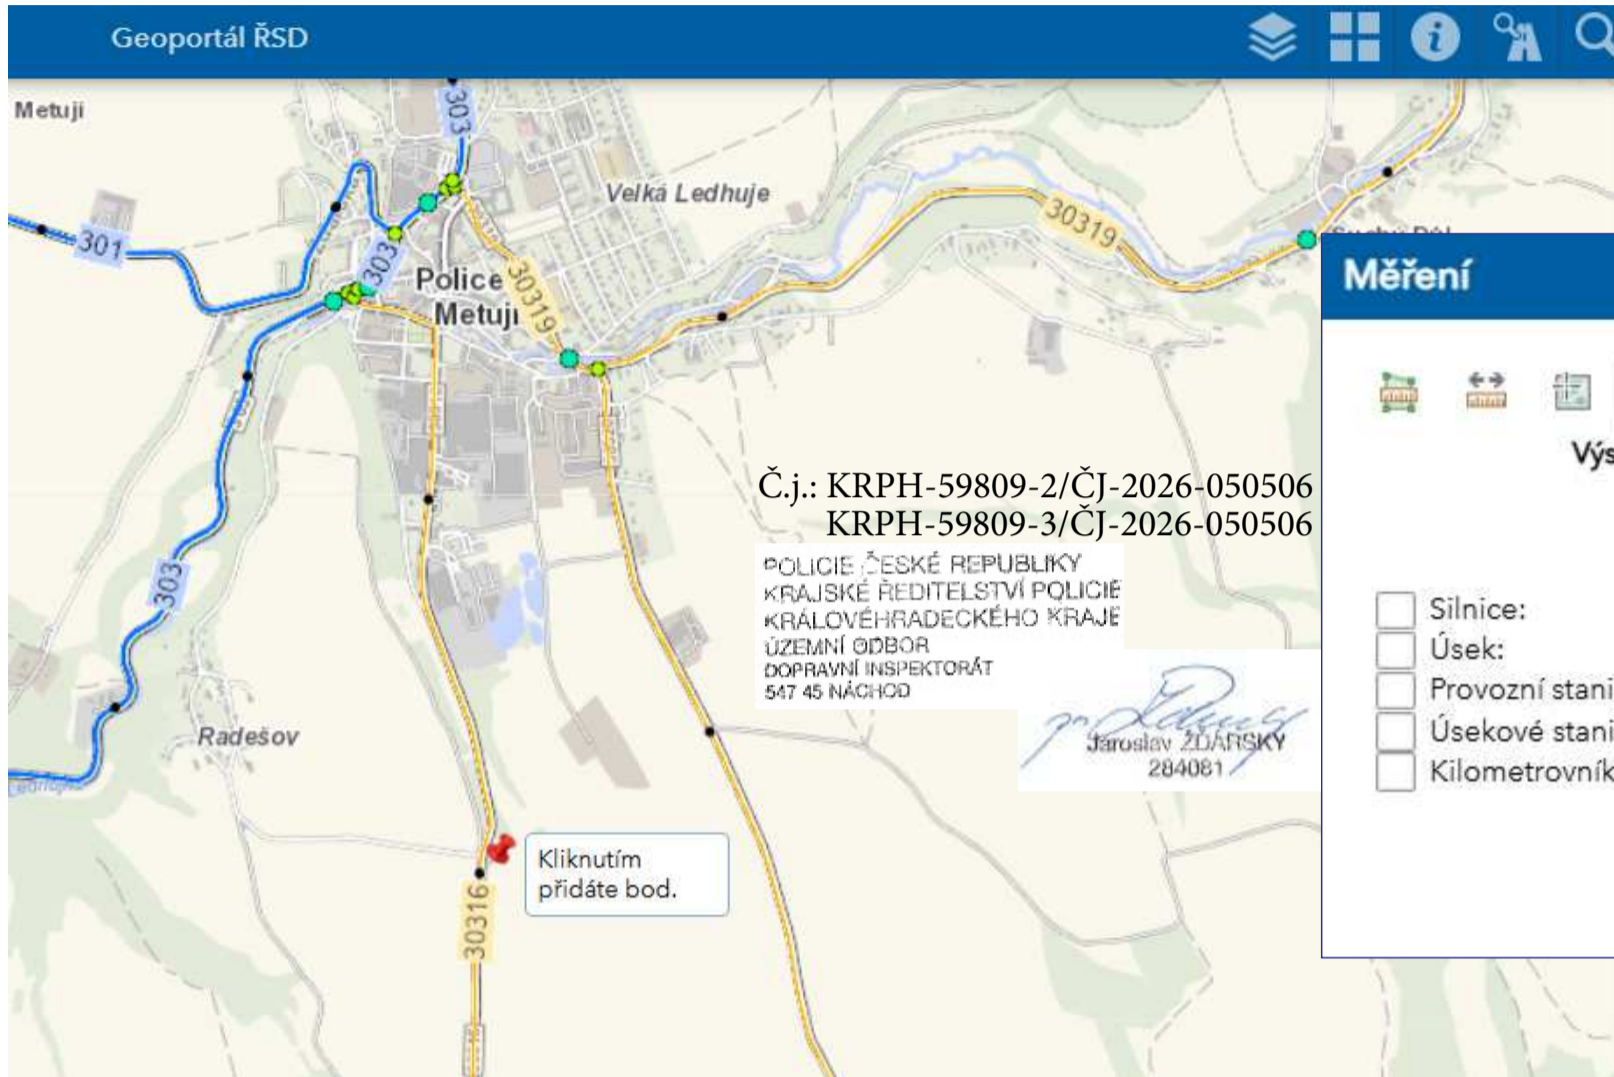 Geoportál ŘSD
Metuji
303
Velká Ledhuje
301
303
30319
30319
Police
Metuji
Měření
Výs
Č.j.: KRPH-59809-2/ČJ-2026-050506
KRPH-59809-3/ČJ-2026-050506
POLICIE ČESKÉ REPUBLIKY
KRAJSKÉ ŘEDITELSTVÍ POLICIE
KRÁLOVÉHRADECKÉHO KRAJE
ÚZEMNÍ ODBOR
DOPRAVNÍ INSPEKTORÁT
547 45 NÁCHOD
303
Silnice:
Úsek:
Provozní stani
Úsekové stani
Kilometrovník
Radešov
Jaroslav ŽĎÁRSKÝ
284081
Kliknutím
přidáte bod.
30316